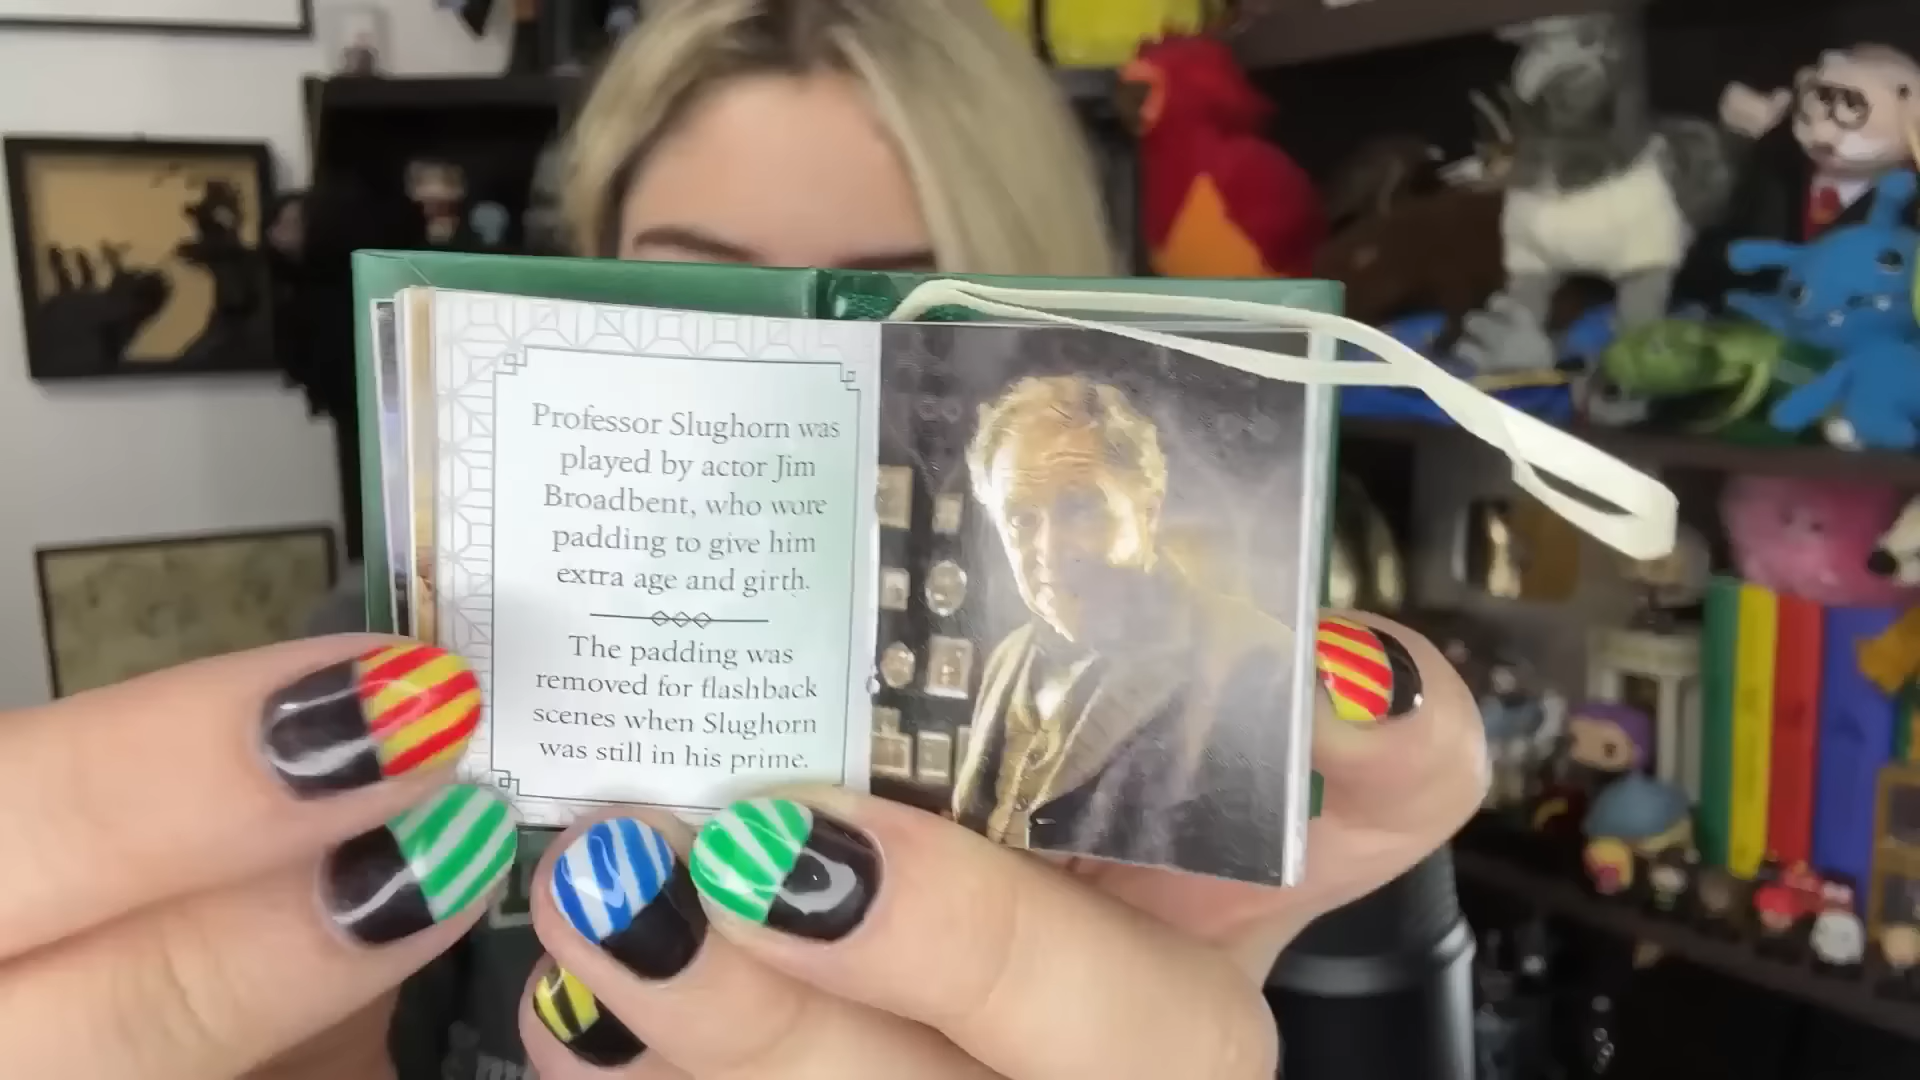 Professor Slughorn was
played by actor Jim
Broadbent, who wore
padding to give him
extra age and girth.
The padding was
removed for flashback
scenes when Slughorn
was still in his prime.